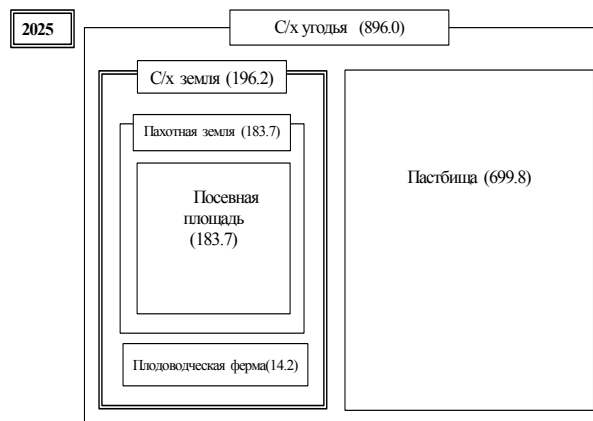 2025
С/х угодья (896.0)
С/х земля (196.2)
Пахотная земля (183.7)
Посевная
площадь
(183.7)
Пастбища (699.8)
Плодоводческая ферма(14.2)